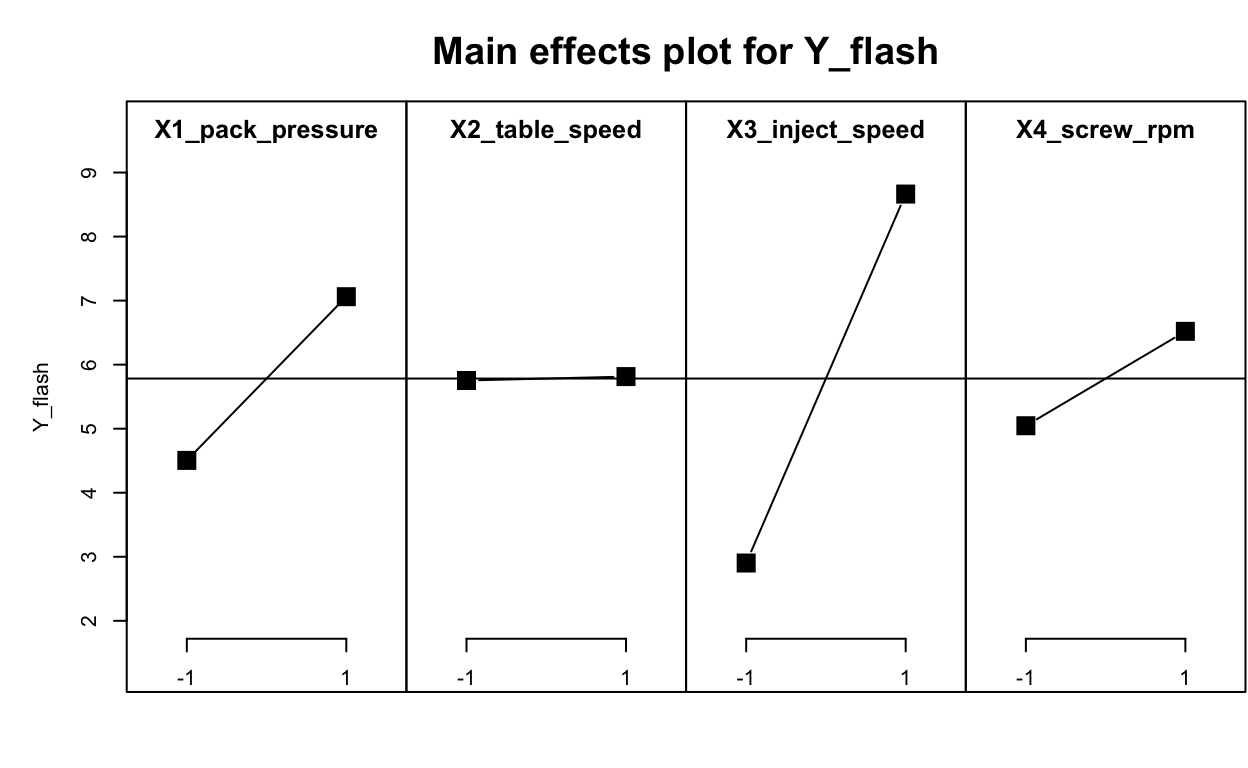 Main effects plot for Y_flash
X1_pack_pressure X2_table_speed X3_inject_speed X4_screw_rpm
9
8
7
6
5
4
3
2
Y_flash
-1 1 -1 1 -1 1 -1 1